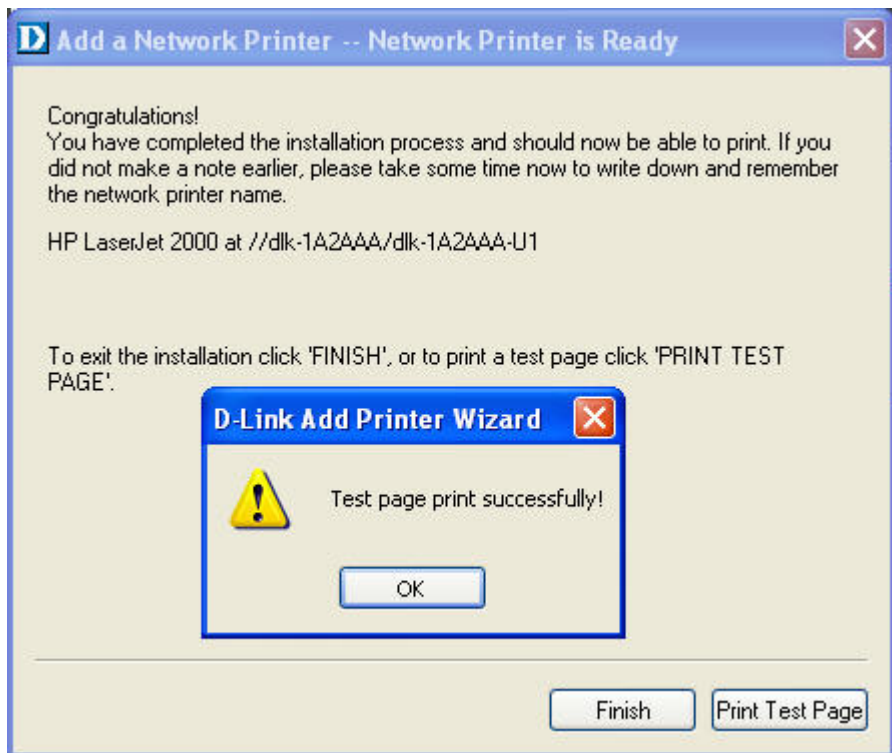 D Add a Network Printer -- Network Printer is Ready
Congratulations!
You have completed the installation process and should now be able to print. If you
did not make a note earlier, please take some time now to write down and remember
the network printer name.
HP LaserJet 2000 at //dlk-1A2AAA/dlk-1A2AAA-U1
To exit the installation click 'FINISH', or to print a test page click 'PRINT TEST
PAGE'.
D-Link Add Printer Wizard
Test page print successfully!
OK
Finish
Print Test Page